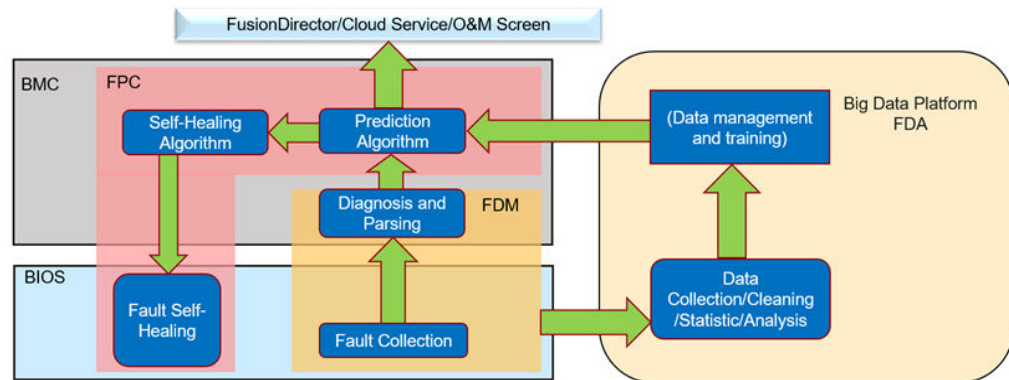 FusionDirector/Cloud Service/O&M Screen
BMC
FPC
Self-Healing
Algorithm
Prediction
Algorithm
(Data management
and training)
Big Data Platform
FDA
Diagnosis and
Parsing
FDM
BIOS
Fault Self-
Healing
Fault Collection
Data
Collection/Cleaning
/Statistic/Analysis